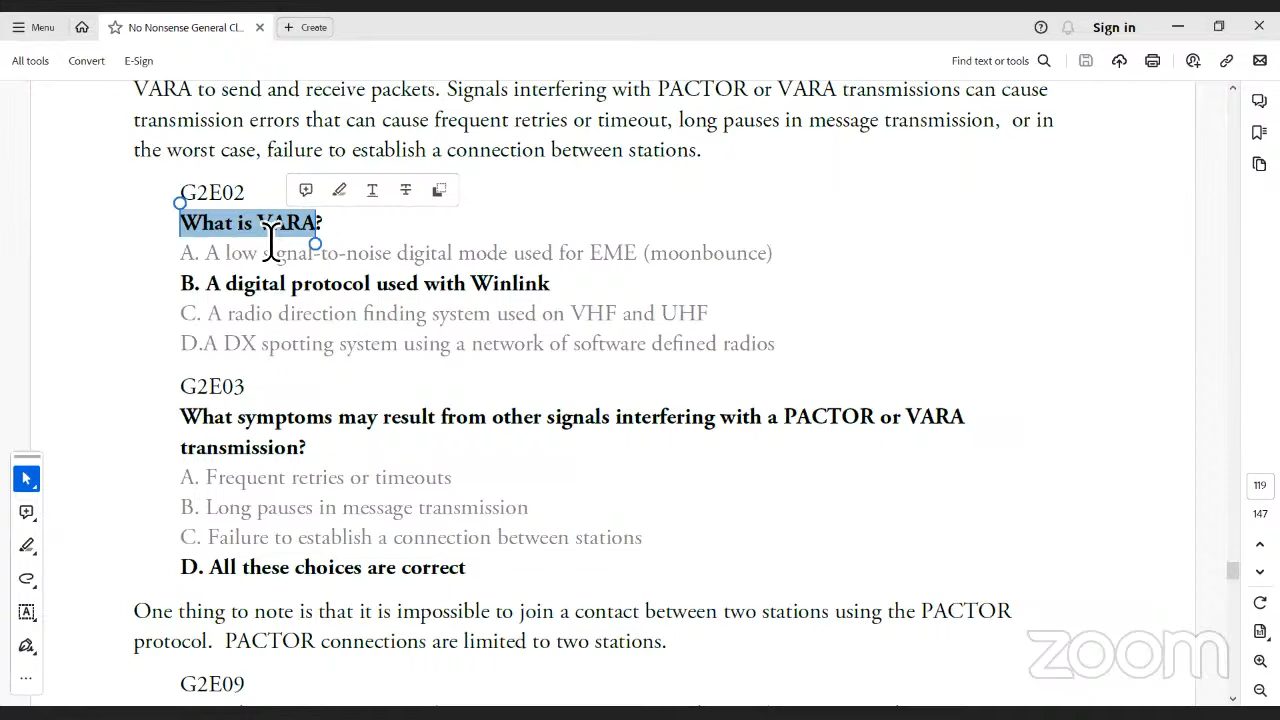 Menu
No Nonsense General Cl...
Create
Sign in
All tools
Convert
E-Sign
Find text or tools
VARA to send and receive packets. Signals interfering with PACTOR or VARA transmissions can cause
transmission errors that can cause frequent retries or timeout, long pauses in message transmission, or in
the worst case, failure to establish a connection between stations.
G2E02
What is VARA?
A. A low signal-to-noise digital mode used for EME (moonbounce)
B. A digital protocol used with Winlink
C. A radio direction finding system used on VHF and UHF
D.A DX spotting system using a network of software defined radios
G2E03
What symptoms may result from other signals interfering with a PACTOR or VARA
transmission?
A. Frequent retries or timeouts
B. Long pauses in message transmission
C. Failure to establish a connection between stations
D. All these choices are correct
One thing to note is that it is impossible to join a contact between two stations using the PACTOR
protocol. PACTOR connections are limited to two stations.
G2E09
119
147
zoom